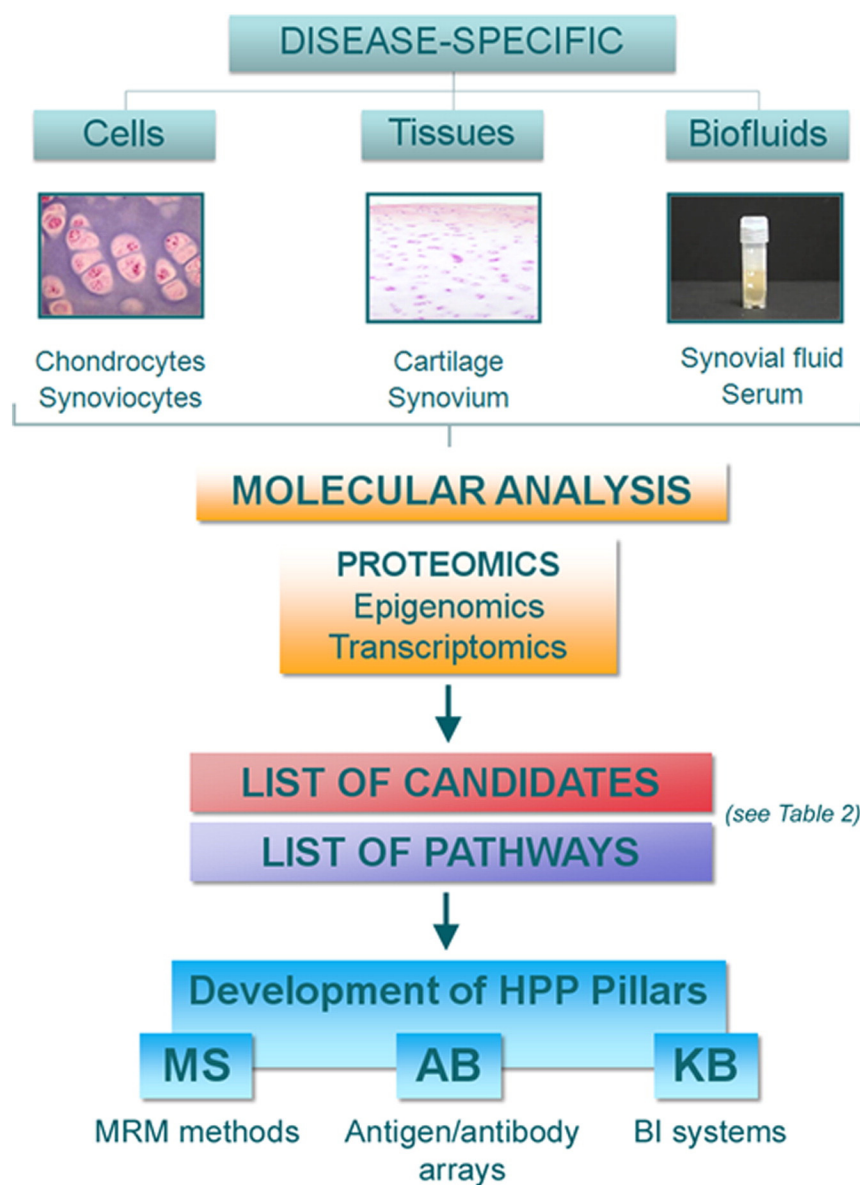 DISEASE-SPECIFIC
Cells
Tissues
Biofluids
Chondrocytes
Synoviocytes
Cartilage
Synovium
Synovial fluid
Serum
MOLECULAR ANALYSIS
PROTEOMICS
Epigenomics
Transcriptomics
LIST OF CANDIDATES
(see Table 2)
LIST OF PATHWAYS
Development of HPP Pillars
MS
AB
KB
MRM methods
Antigen/antibody
arrays
BI systems